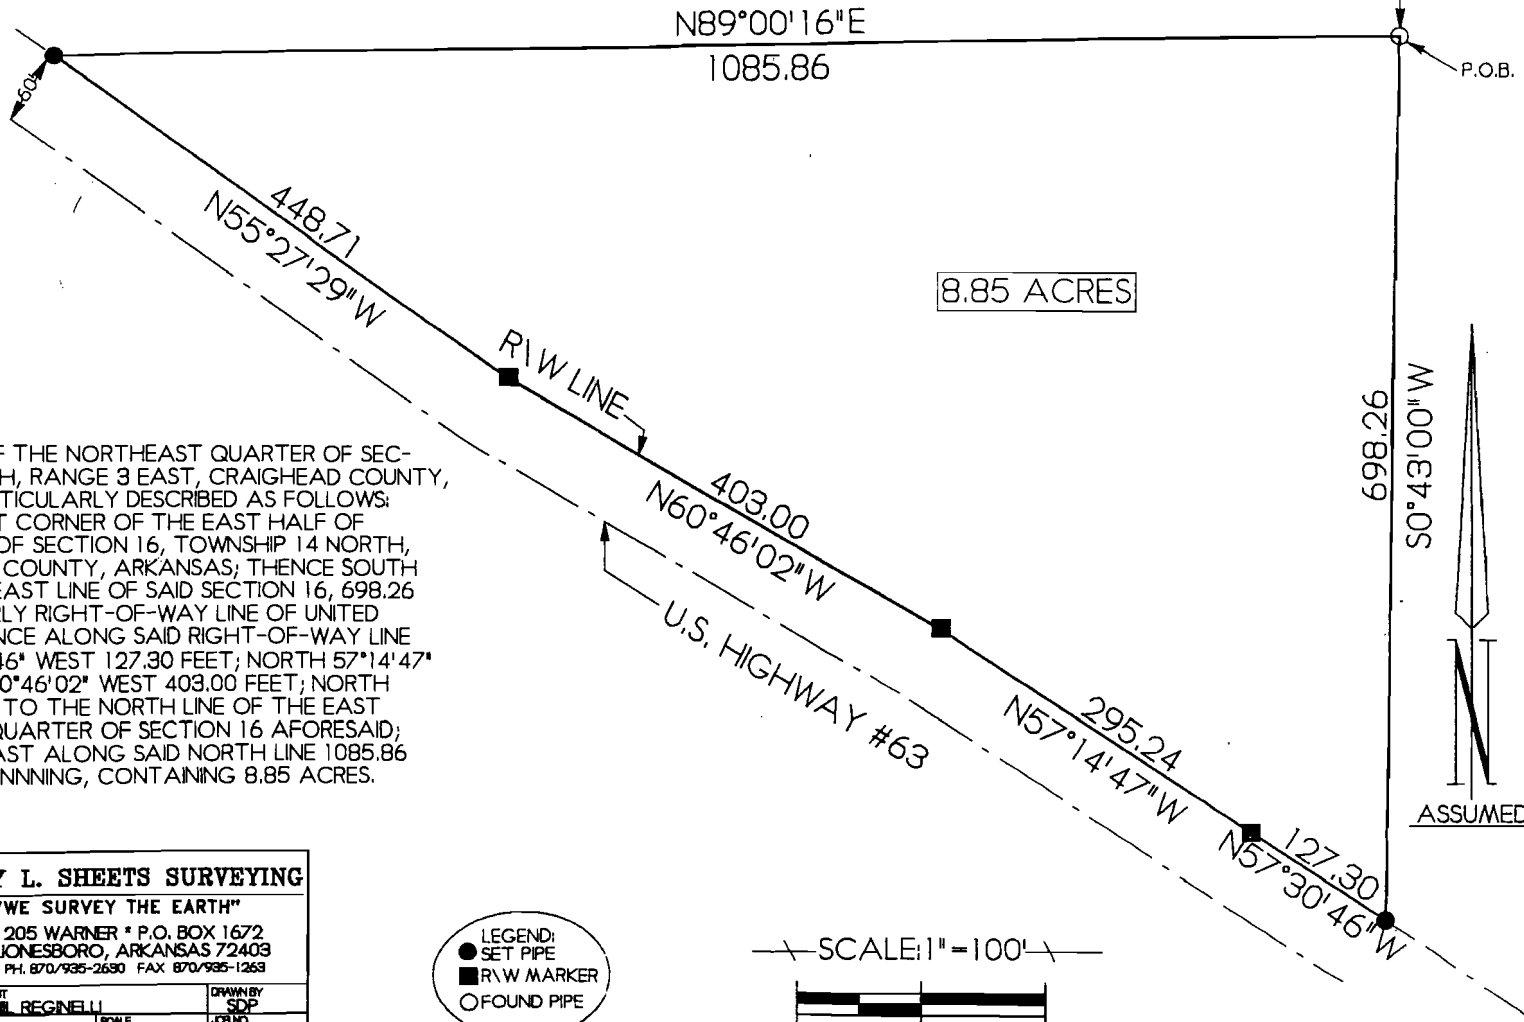 N89°00'16"E
1085.86
P.O.B.
60'
448.71
N55°27'29"W
8.85 ACRES
R\W LINE
698.26
S0°43'00"W
403.00
N60°46'02"W
U.S. HIGHWAY #63
295.24
N57°14'47"W
127.30
N57°30'46"W
N
ASSUMED
THE NORTHEAST QUARTER OF SEC-
H, RANGE 3 EAST, CRAIGHEAD COUNTY,
TICULARLY DESCRIBED AS FOLLOWS:
T CORNER OF THE EAST HALF OF
OF SECTION 16, TOWNSHIP 14 NORTH,
COUNTY, ARKANSAS; THENCE SOUTH
EAST LINE OF SAID SECTION 16, 698.26
LY RIGHT-OF-WAY LINE OF UNITED
NCE ALONG SAID RIGHT-OF-WAY LINE
46" WEST 127.30 FEET; NORTH 57°14'47"
0°46'02" WEST 403.00 FEET; NORTH
TO THE NORTH LINE OF THE EAST
QUARTER OF SECTION 16 AFORESAID;
AST ALONG SAID NORTH LINE 1085.86
NNNING, CONTAINING 8.85 ACRES.
Y L. SHEETS SURVEYING
"WE SURVEY THE EARTH"
205 WARNER * P.O. BOX 1672
JONESBORO, ARKANSAS 72403
PH. 870/935-2680 FAX 870/935-1263
REGINELLI
DRAWN BY
SDP
SCALE
JOB NO.
LEGEND:
SET PIPE
R\W MARKER
FOUND PIPE
SCALE: 1"=100'